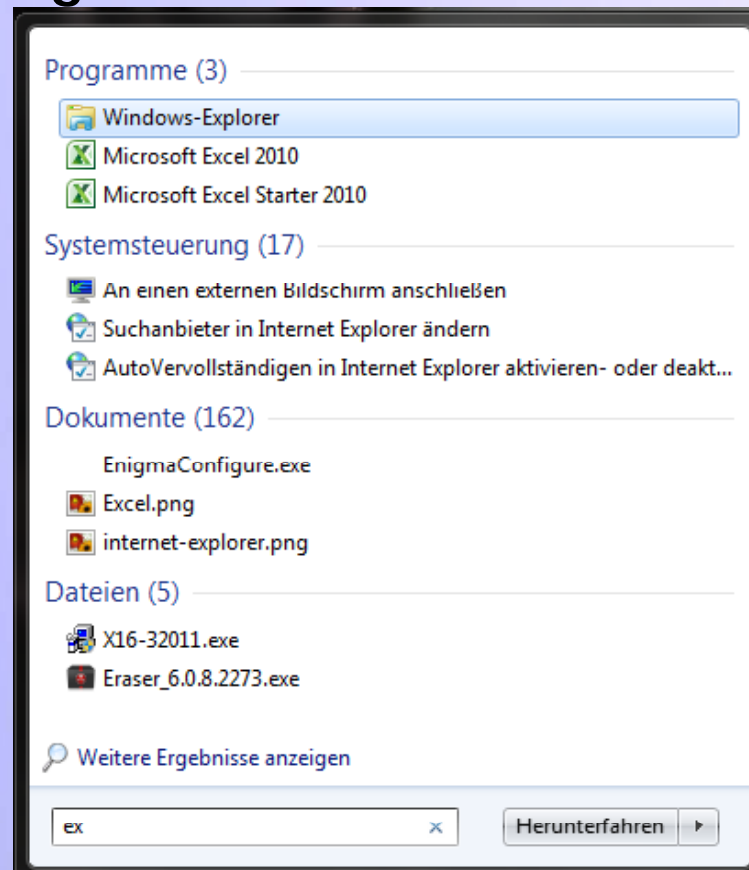 Programme (3)
Windows-Explorer
Microsoft Excel 2010
Microsoft Excel Starter 2010
Systemsteuerung (17)
An einen externen Bildschirm anschließen
Suchanbieter in Internet Explorer ändern
AutoVervollständigen in Internet Explorer aktivieren- oder deakt...
Dokumente (162)
EnigmaConfigure.exe
Excel.png
internet-explorer.png
Dateien (5)
X16-32011.exe
Eraser_6.0.8.2273.exe
Weitere Ergebnisse anzeigen
ex
Herunterfahren